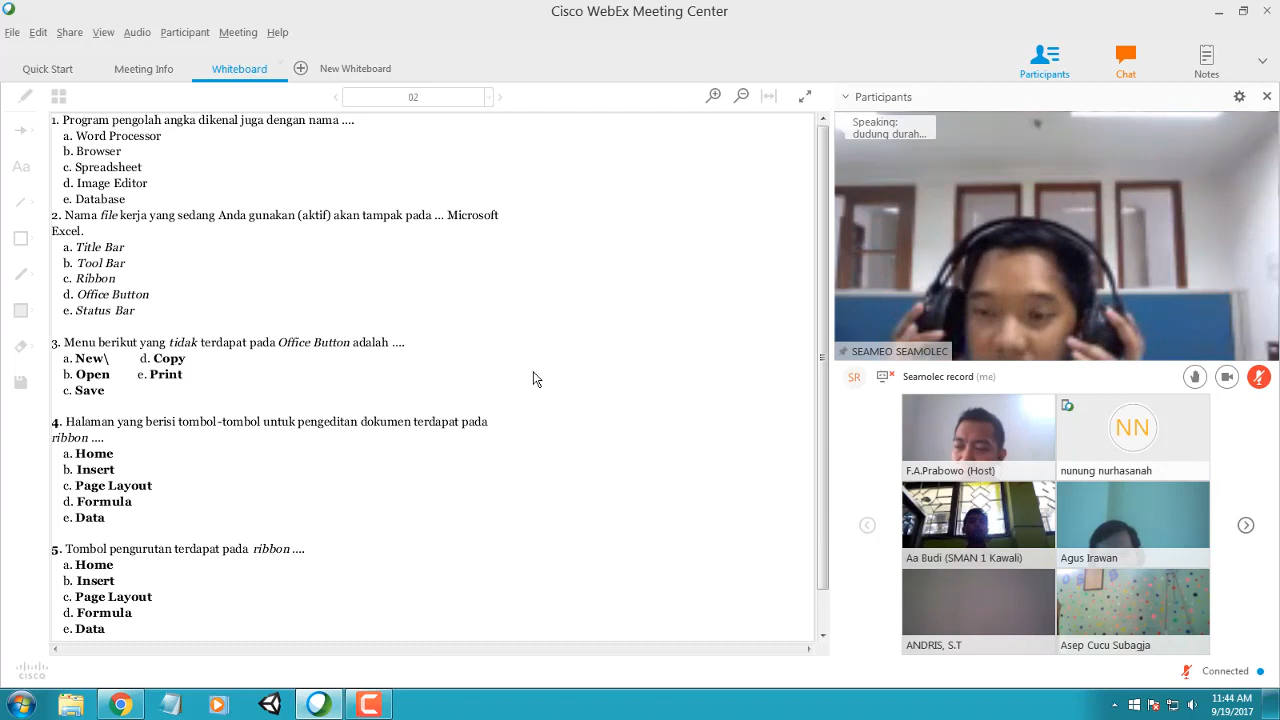 Cisco WebEx Meeting Center
File Edit Share View Audio Participant Meeting Help
Quick Start Meeting Info Whiteboard New Whiteboard
Participants Chat Notes
02
Aa
1. Program pengolah angka dikenal juga dengan nama ....
a. Word Processor
b. Browser
c. Spreadsheet
d. Image Editor
e. Database
2. Nama file kerja yang sedang Anda gunakan (aktif) akan tampak pada ... Microsoft
Excel.
a. Title Bar
b. Tool Bar
c. Ribbon
d. Office Button
e. Status Bar
3. Menu berikut yang tidak terdapat pada Office Button adalah ....
a. New\ d. Copy
b. Open e. Print
c. Save
4. Halaman yang berisi tombol-tombol untuk pengeditan dokumen terdapat pada
ribbon ....
a. Home
b. Insert
c. Page Layout
d. Formula
e. Data
5. Tombol pengurutan terdapat pada ribbon ....
a. Home
b. Insert
c. Page Layout
d. Formula
e. Data
cisco
Participants
Speaking:
dudung durah...
SEAMEO SEAMOLEC
SR Seamolec record (me)
F.A.Prabowo (Host)
NN
nunung nurhasanah
Aa Budi (SMAN 1 Kawali)
Agus Irawan
ANDRIS, S.T
Asep Cucu Subagja
Connected
11:44 AM
9/19/2017